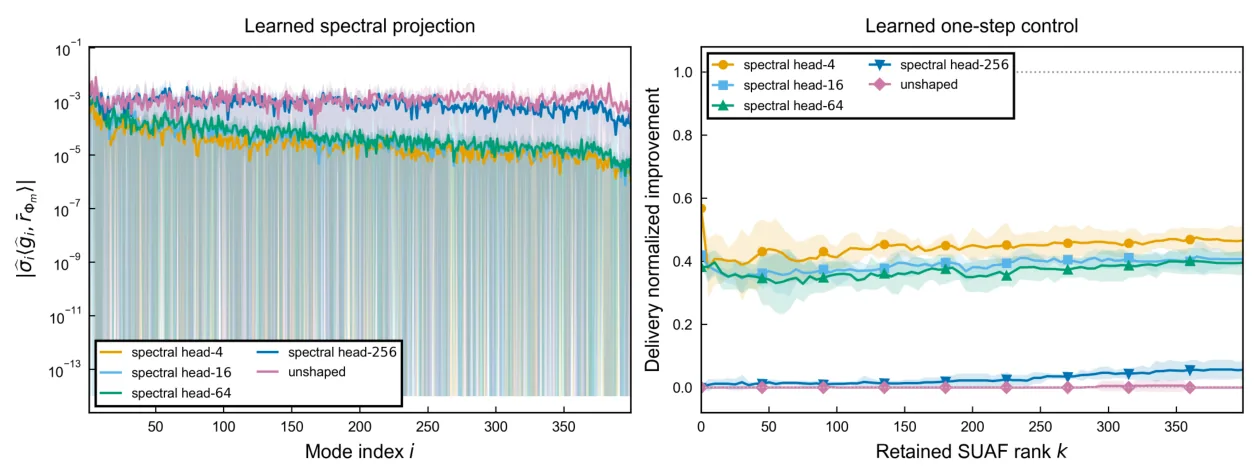 Learned spectral projection
|σ̂ᵢ⟨ĝᵢ, r̄_Φₘ⟩|
10⁻¹
10⁻³
10⁻⁵
10⁻⁷
10⁻⁹
10⁻¹¹
10⁻¹³
spectral head-4
spectral head-16
spectral head-64
spectral head-256
unshaped
50 100 150 200 250 300 350
Mode index i
Learned one-step control
Delivery normalized improvement
1.0
0.8
0.6
0.4
0.2
0.0
spectral head-4
spectral head-16
spectral head-64
spectral head-256
unshaped
0 50 100 150 200 250 300 350
Retained SUAF rank k